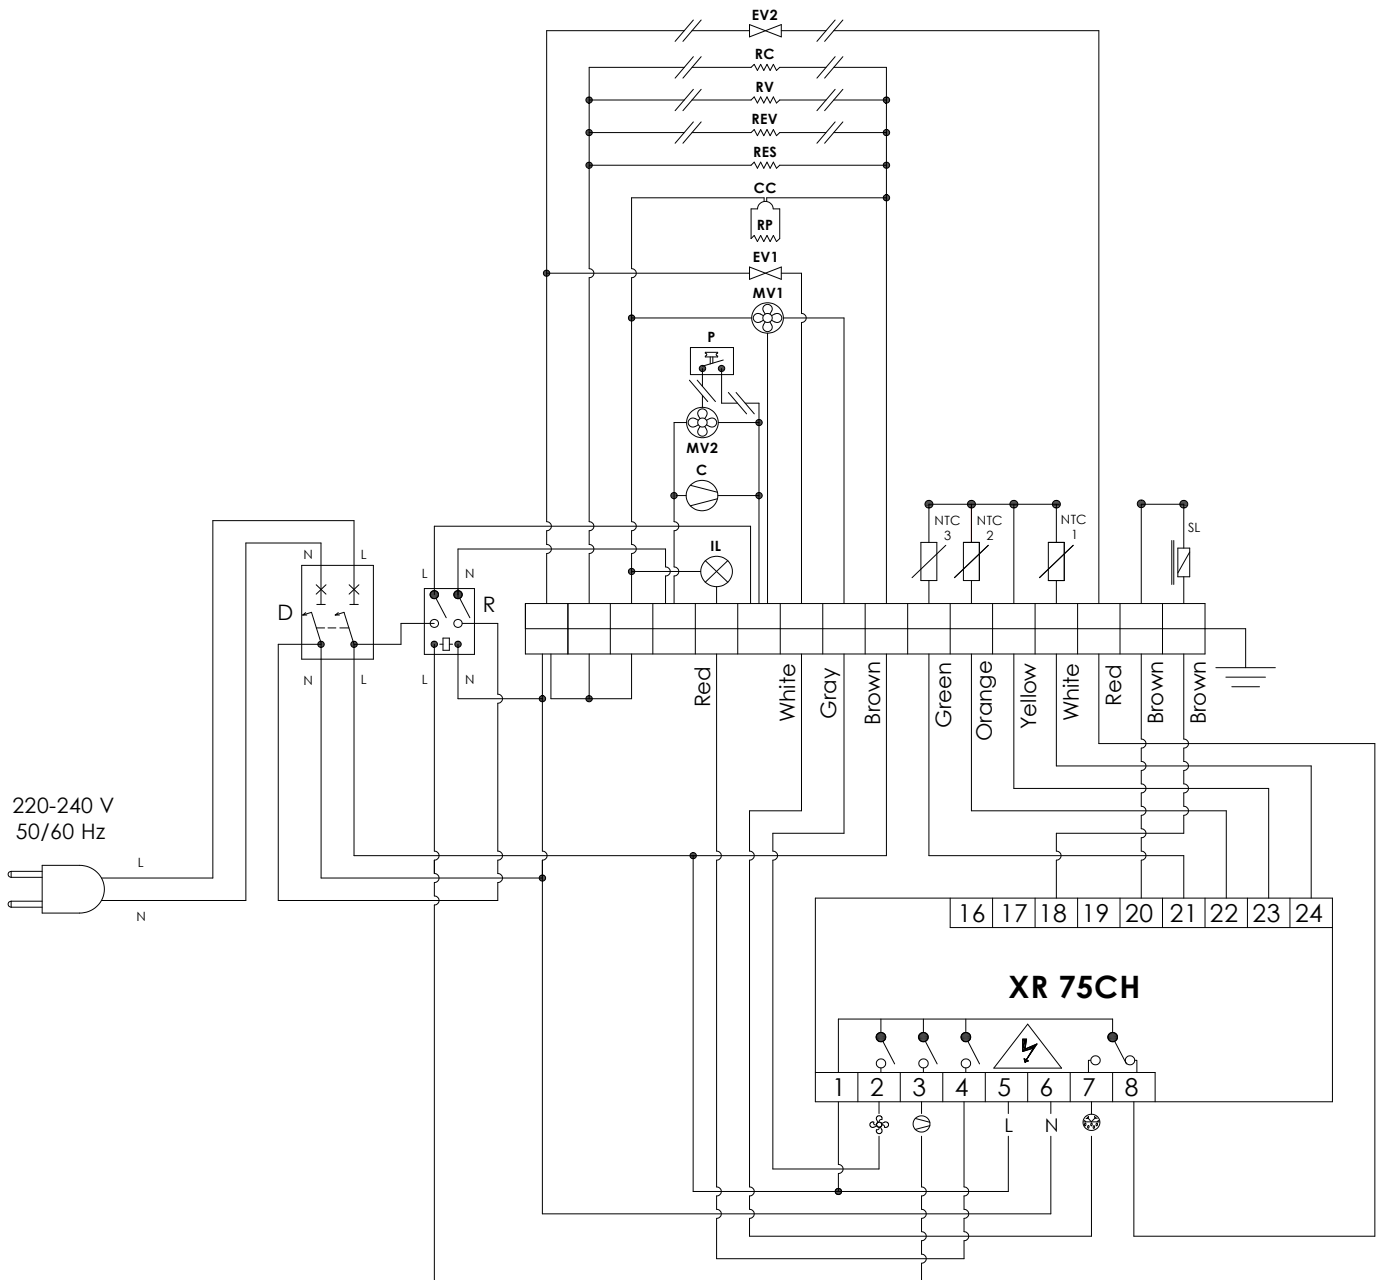 EV2
RC
RV
REV
RES
CC
RP
EV1
MV1
P
MV2
C
IL
NTC
3
NTC
2
NTC
1
SL
N
L
L
N
D
R
N
L
L
N
Red
White
Gray
Brown
Green
Orange
Yellow
White
Red
Brown
Brown
220-240 V
50/60 Hz
L
N
16 17 18 19 20 21 22 23 24
XR 75CH
1 2 3 4 5 6 7 8
L N